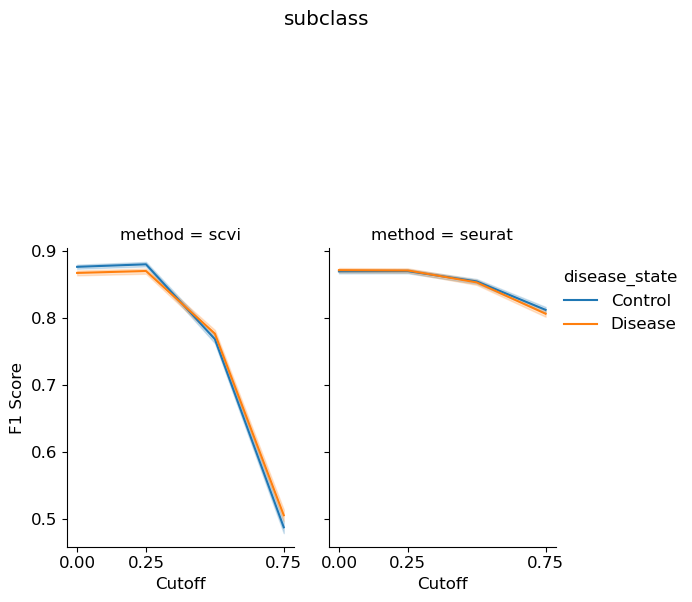 subclass
method = scvi
method = seurat
disease_state
Control
Disease
F1 Score
0.9
0.8
0.7
0.6
0.5
0.00 0.25 0.75
0.00 0.25 0.75
Cutoff
Cutoff